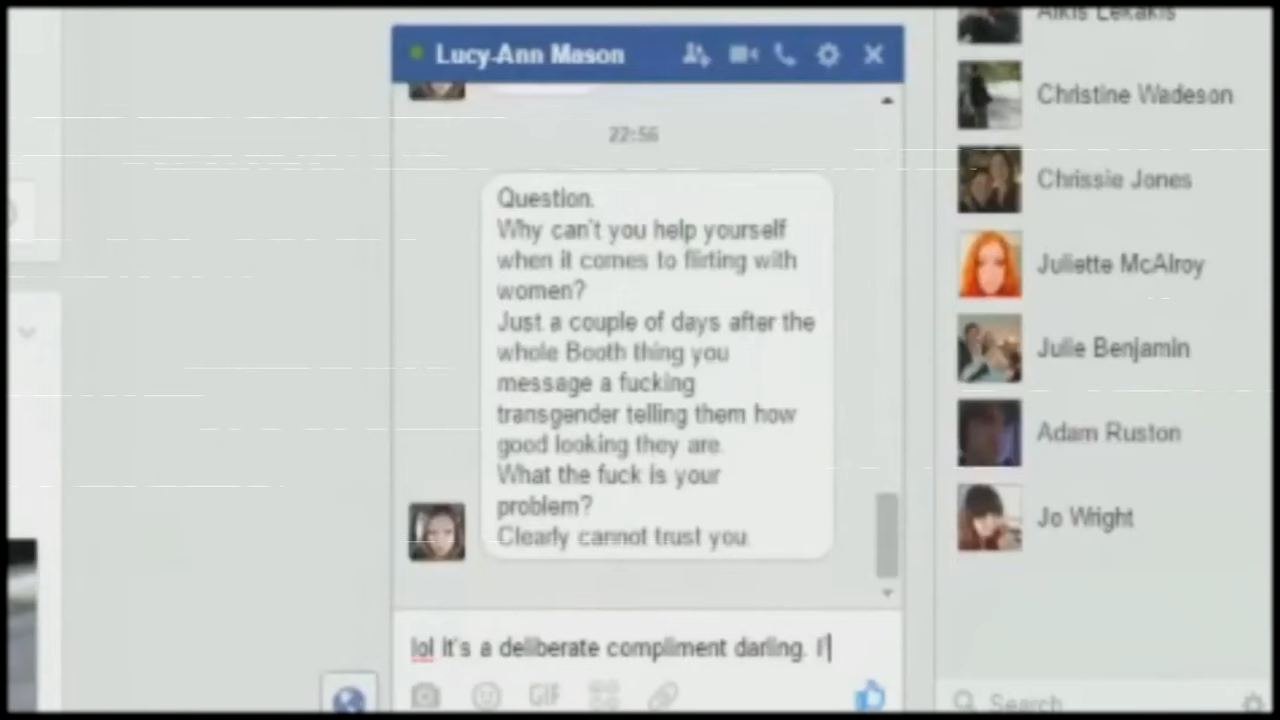 Lucy-Ann Mason
22:56
Question.
Why can't you help yourself
when it comes to flirting with
women?
Just a couple of days after the
whole Booth thing you
message a fucking
transgender telling them how
good looking they are.
What the fuck is your
problem?
Clearly cannot trust you.
lol It's a deliberate compliment darling. I'
GIF
Alkis Lekakis
Christine Wadeson
Chrissie Jones
Juliette McAlroy
Julie Benjamin
Adam Ruston
Jo Wright
Search